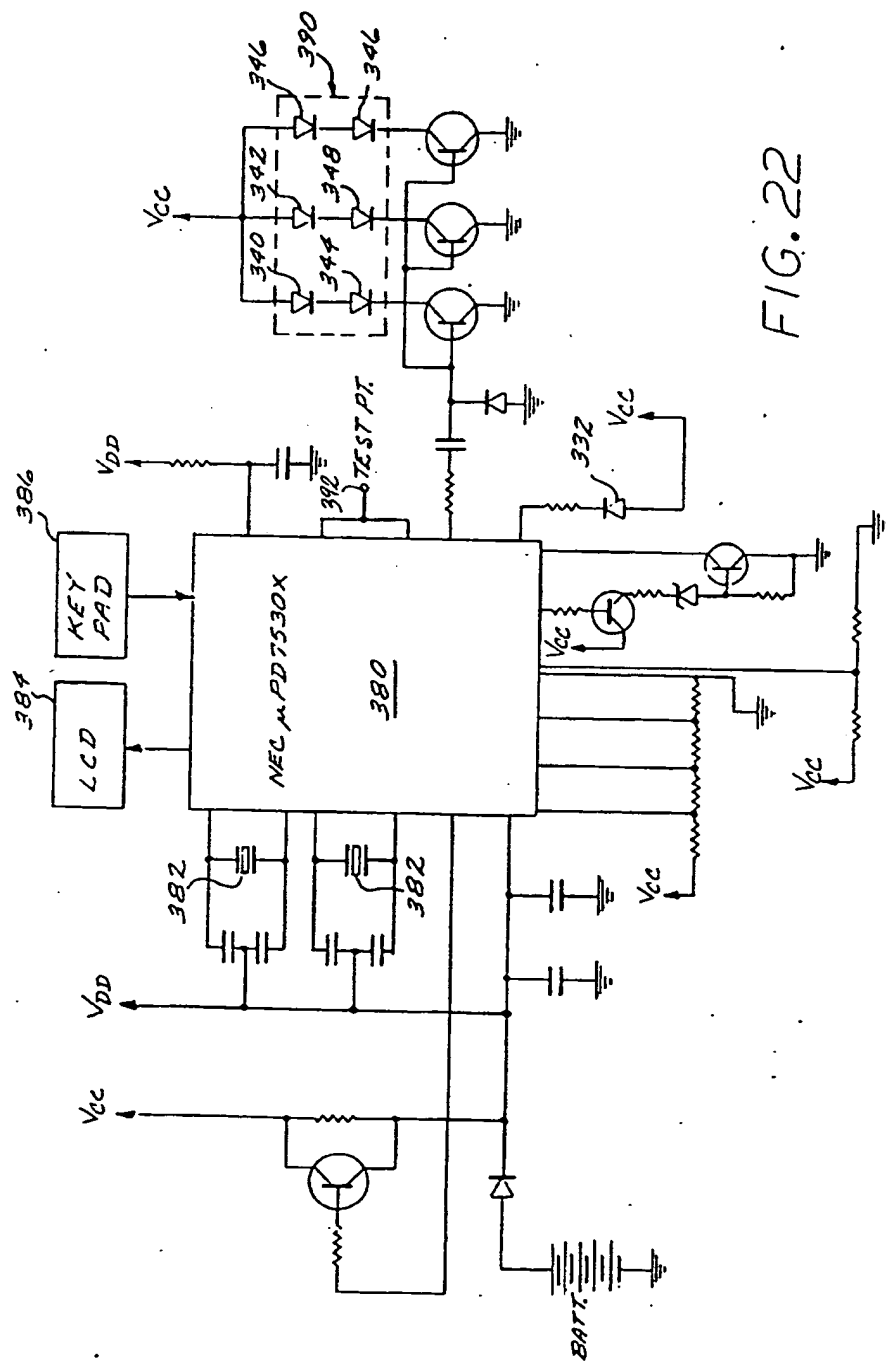 386
384
KEY
PAD
LCD
VDD
VCC
346
390
342
340
348
344
346
VCC
VDD
392
TEST PT.
NEC μPD7530X
380
382
382
332
VCC
VCC
VCC
VCC
BATT.
FIG. 22